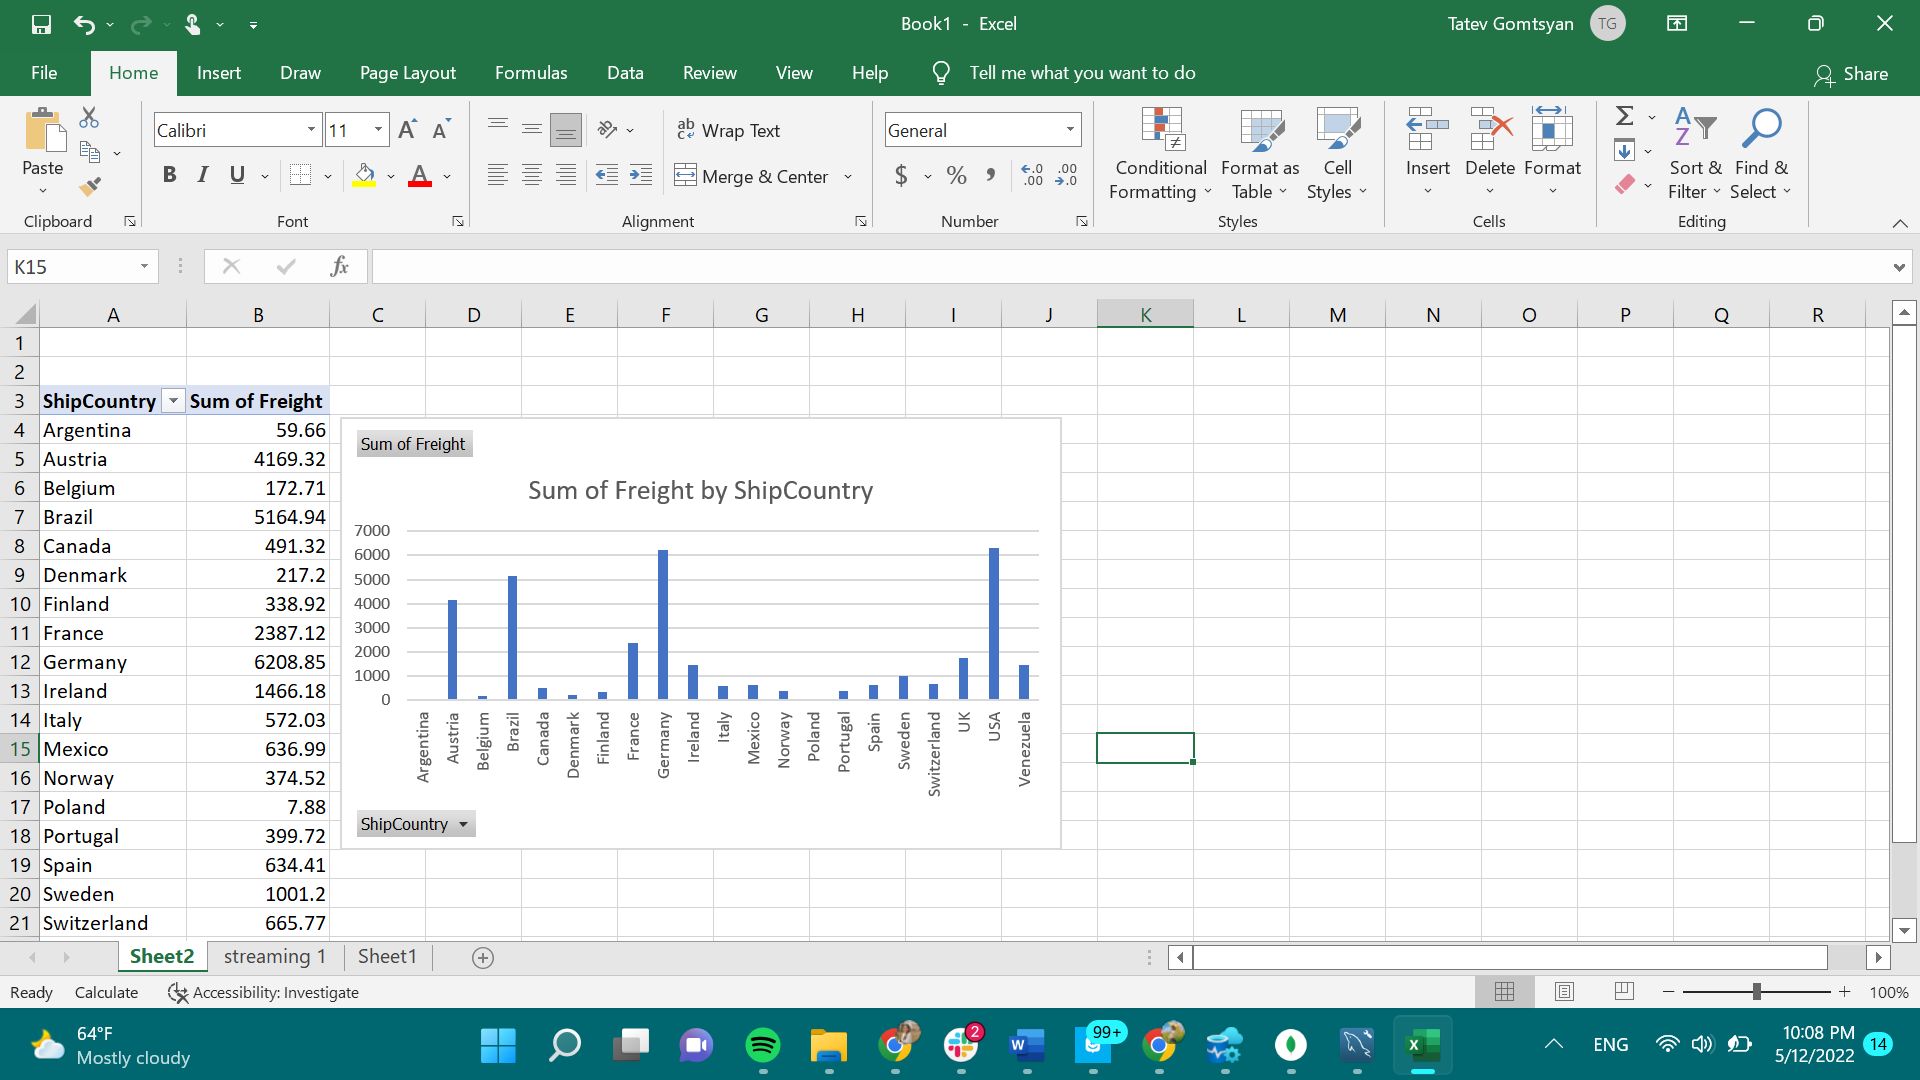 Book1 - Excel
Tatev Gomtsyan TG
File Home Insert Draw Page Layout Formulas Data Review View Help Tell me what you want to do Share
Paste
Clipboard
Calibri 11
B I U
Font
ab Wrap Text
Merge & Center
Alignment
General
$ % , .00 .0
Number
Conditional Formatting
Format as Table
Cell Styles
Styles
Insert Delete Format
Cells
Sort & Filter
Find & Select
Editing
K15
fx
A B C D E F G H I J K L M N O P Q R
1
2
3 ShipCountry Sum of Freight
4 Argentina 59.66
5 Austria 4169.32
6 Belgium 172.71
7 Brazil 5164.94
8 Canada 491.32
9 Denmark 217.2
10 Finland 338.92
11 France 2387.12
12 Germany 6208.85
13 Ireland 1466.18
14 Italy 572.03
15 Mexico 636.99
16 Norway 374.52
17 Poland 7.88
18 Portugal 399.72
19 Spain 634.41
20 Sweden 1001.2
21 Switzerland 665.77
Sum of Freight
Sum of Freight by ShipCountry
7000
6000
5000
4000
3000
2000
1000
0
Argentina
Austria
Belgium
Brazil
Canada
Denmark
Finland
France
Germany
Ireland
Italy
Mexico
Norway
Poland
Portugal
Spain
Sweden
Switzerland
UK
USA
Venezuela
ShipCountry
Sheet2 streaming 1 Sheet1
Ready Calculate Accessibility: Investigate 100%
64°F
Mostly cloudy
2
99+
ENG
10:08 PM
5/12/2022
14